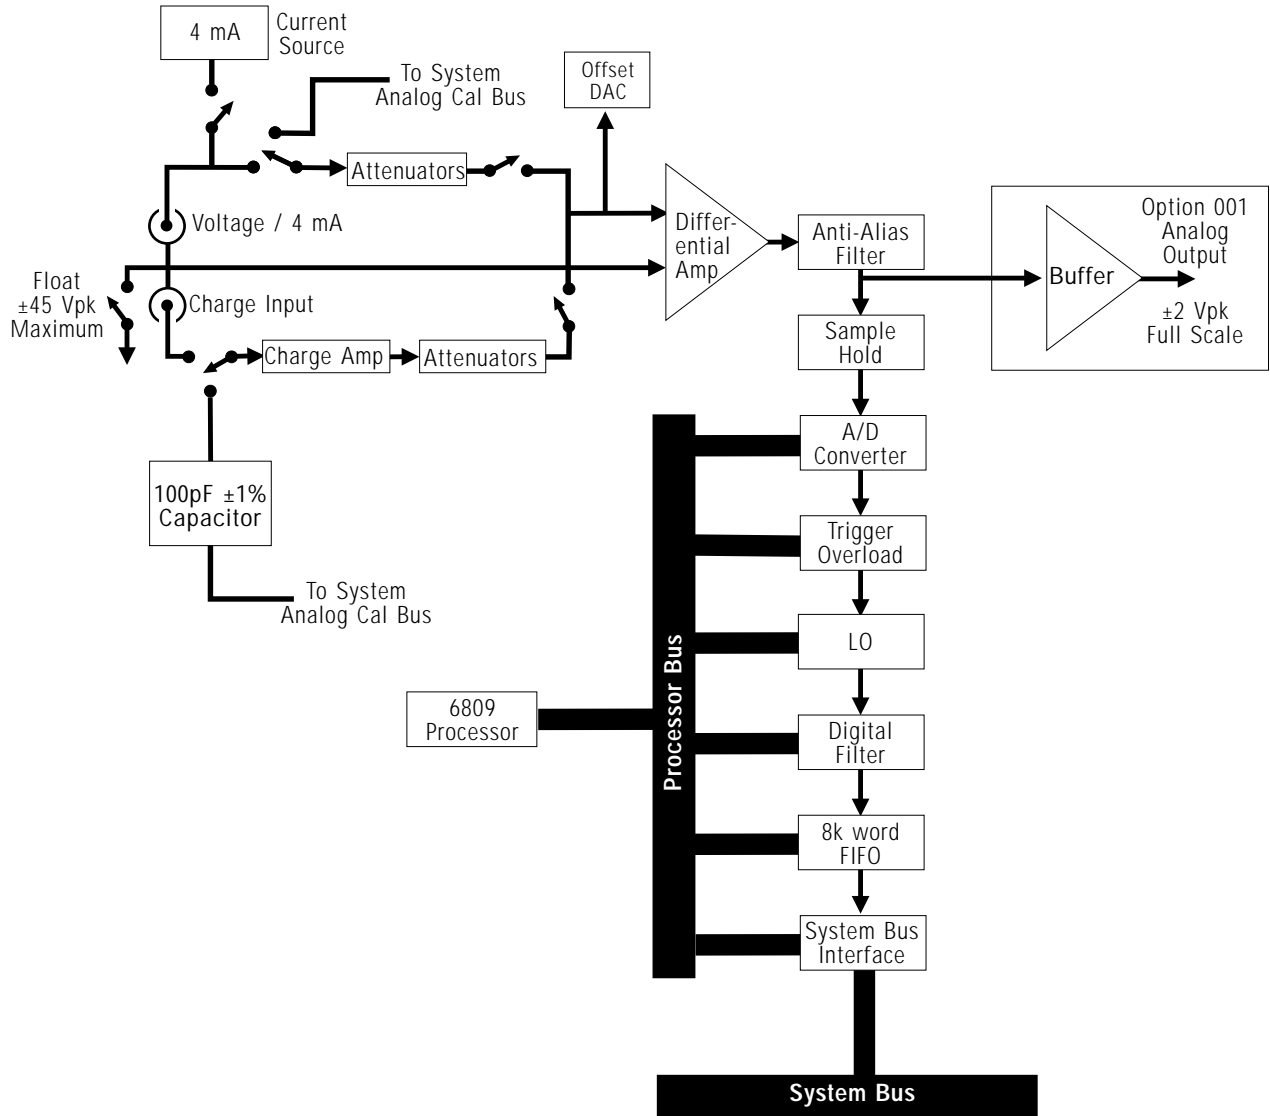 4 mA
Current
Source
To System
Analog Cal Bus
Offset
DAC
Attenuators
Voltage / 4 mA
Differ-
ential
Amp
Anti-Alias
Filter
Option 001
Analog
Output
Buffer
±2 Vpk
Full Scale
Float
±45 Vpk
Maximum
Charge Input
Charge Amp
Attenuators
Sample
Hold
A/D
Converter
100pF ±1%
Capacitor
Trigger
Overload
To System
Analog Cal Bus
LO
Processor Bus
6809
Processor
Digital
Filter
8k word
FIFO
System Bus
Interface
System Bus